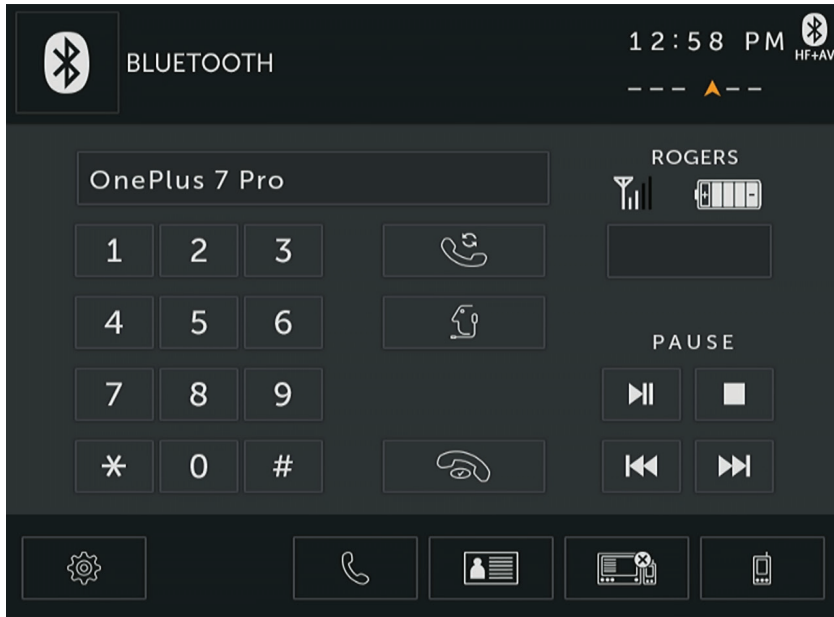 BLUETOOTH
12:58 PM
HF+AV
--- --
OnePlus 7 Pro
ROGERS
1 2 3
4 5 6
PAUSE
7 8 9
* 0 #